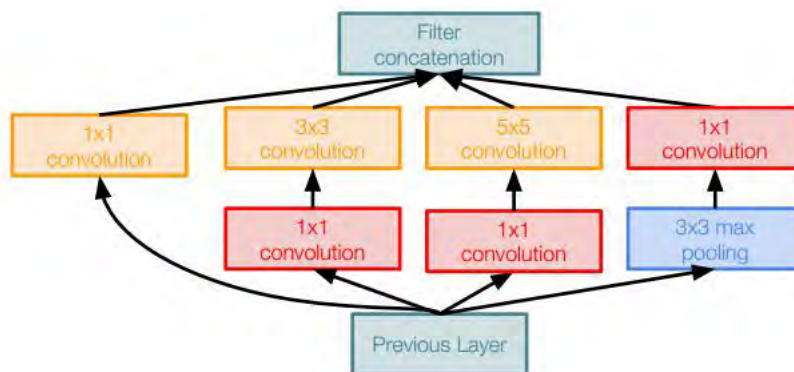 Filter
concatenation
1x1
convolution
3x3
convolution
5x5
convolution
1x1
convolution
1x1
convolution
1x1
convolution
3x3 max
pooling
Previous Layer